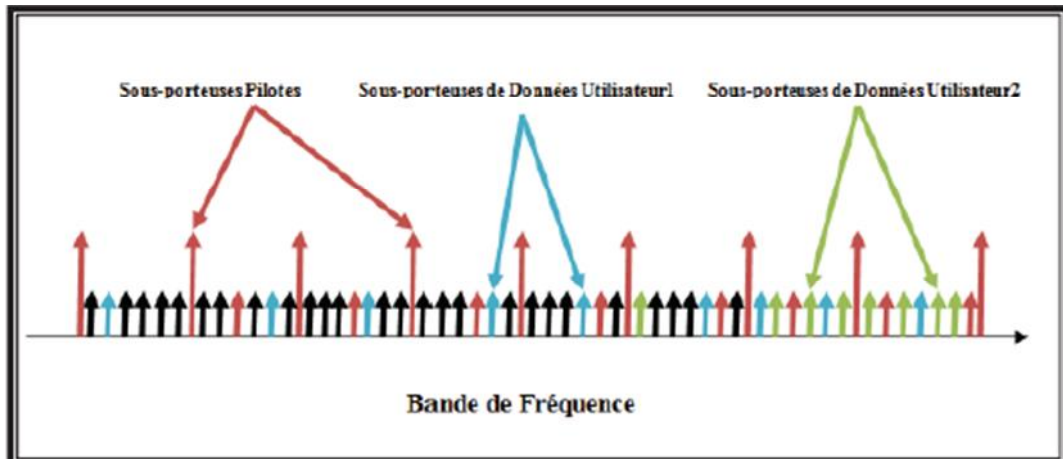 Sous-porteuses Pilotes
Sous-porteuses de Données Utilisateur1
Sous-porteuses de Données Utilisateur2
Bande de Fréquence